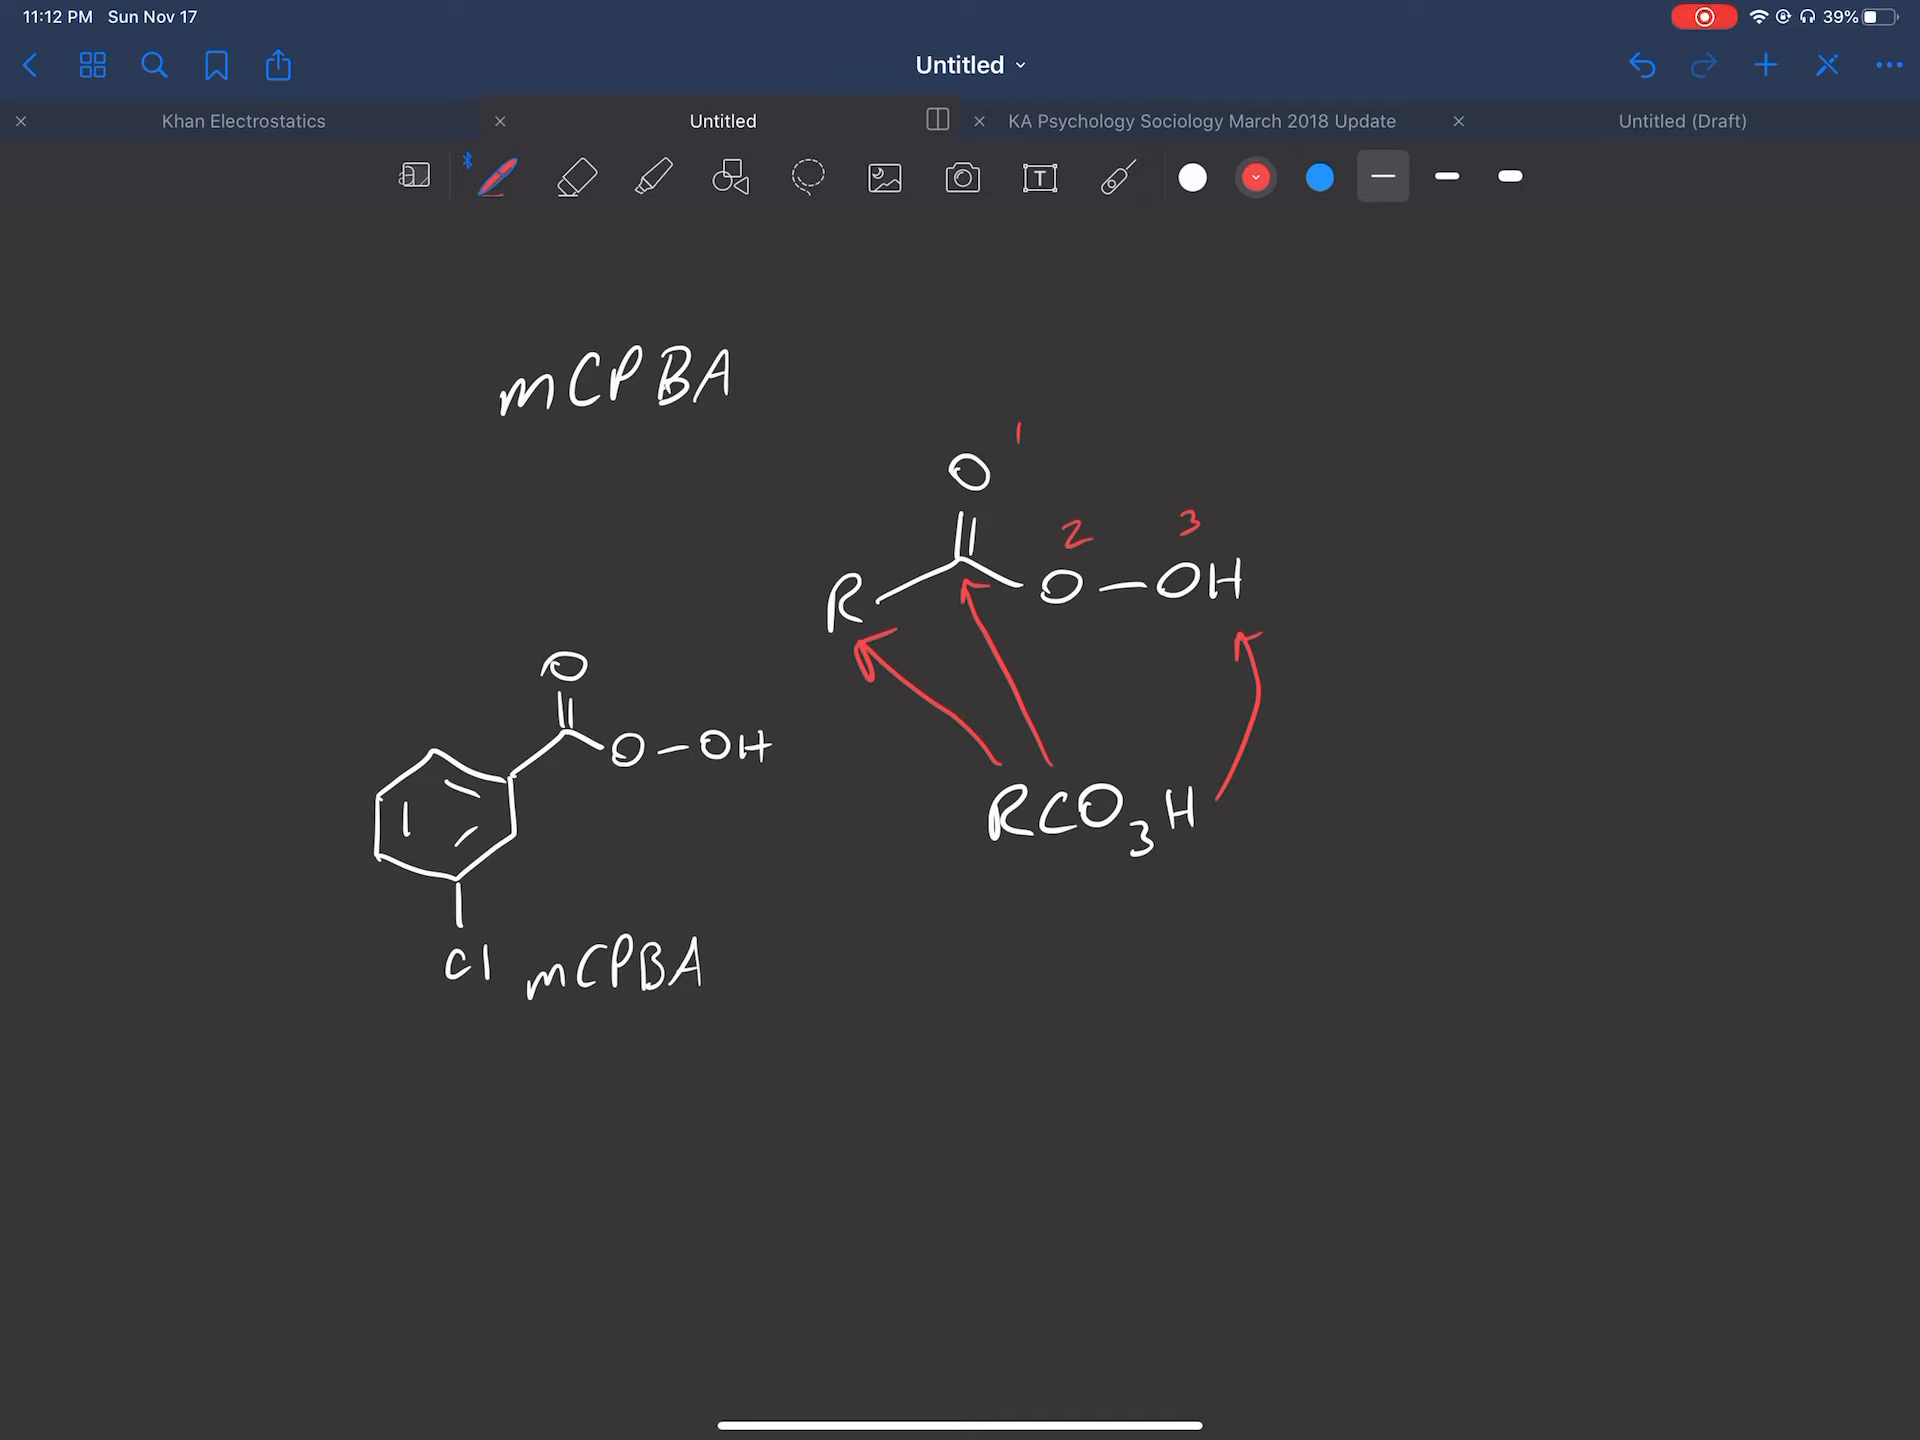 11:12 PM Sun Nov 17
39%
Untitled
Khan Electrostatics
Untitled
KA Psychology Sociology March 2018 Update
Untitled (Draft)
T
mCPBA
1
O
2 3
R O-OH
O
O-OH
RCO3H
Cl mCPBA